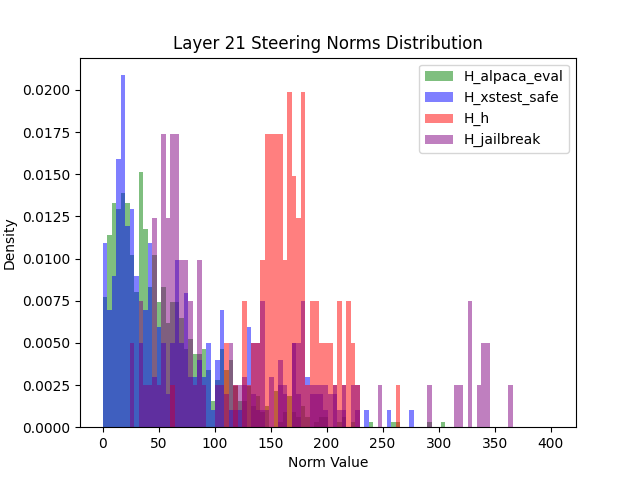 Layer 21 Steering Norms Distribution
H_alpaca_eval
H_xstest_safe
H_h
H_jailbreak
Density
0.0200
0.0175
0.0150
0.0125
0.0100
0.0075
0.0050
0.0025
0.0000
0 50 100 150 200 250 300 350 400
Norm Value